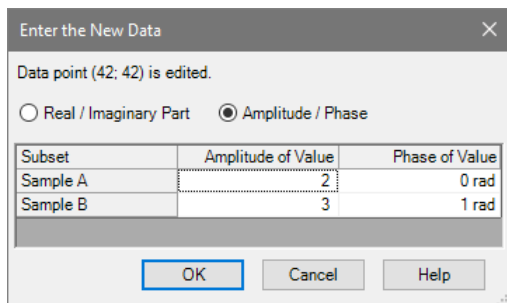 Enter the New Data
Data point (42; 42) is edited.
Real / Imaginary Part Amplitude / Phase
Subset Amplitude of Value Phase of Value
Sample A 2 0 rad
Sample B 3 1 rad
OK Cancel Help